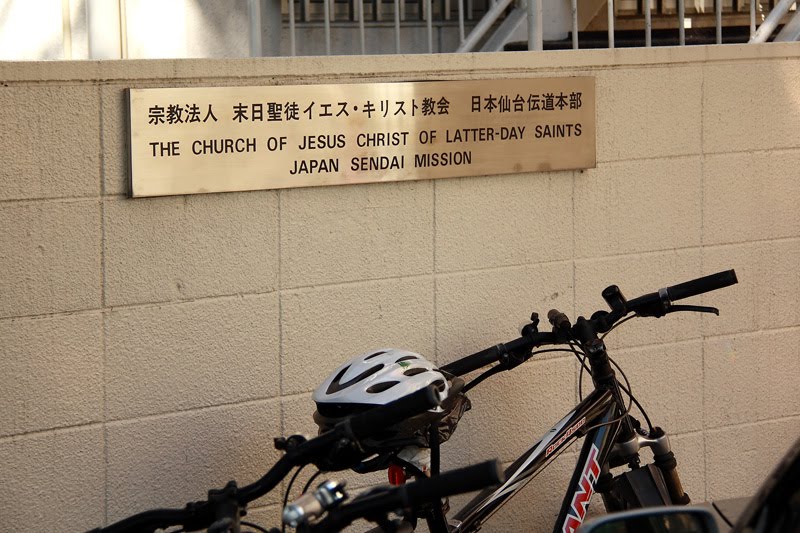 宗教法人 末日聖徒イエス・キリスト教会 日本仙台伝道本部
THE CHURCH OF JESUS CHRIST OF LATTER-DAY SAINTS
JAPAN SENDAI MISSION
ANT